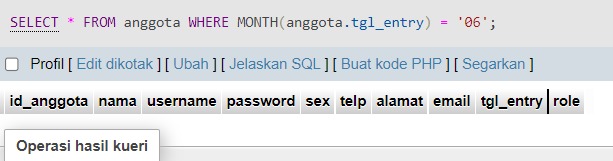 SELECT * FROM anggota WHERE MONTH(anggota.tgl_entry) = '06';
Profil [ Edit dikotak ] [ Ubah ] [ Jelaskan SQL ] [ Buat kode PHP ] [ Segarkan ]
id_anggota nama username password sex telp alamat email tgl_entry role
Operasi hasil kueri